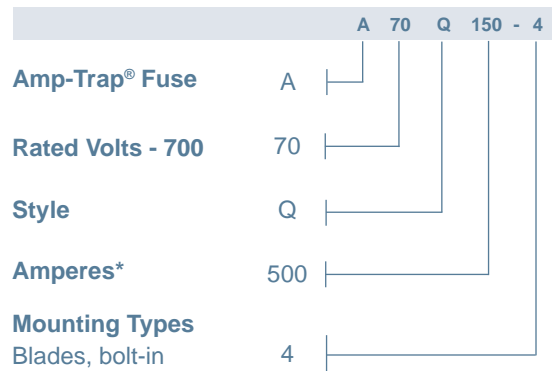 A 70 Q 150 - 4
Amp-Trap® Fuse A
Rated Volts - 700 70
Style Q
Amperes* 500
Mounting Types
Blades, bolt-in 4